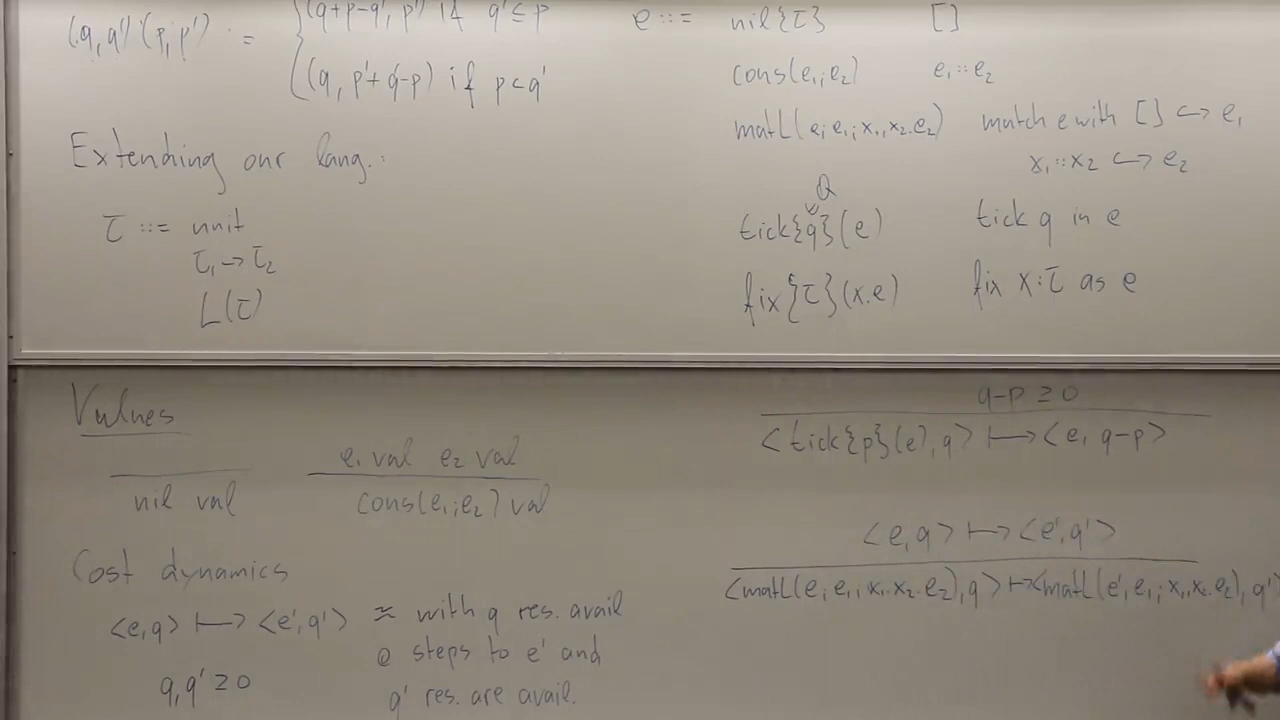 (q,q')·(p,p') = { (q+p-q', p') if q' ≤ p
(q, p'+q'-p) if p<q'
Extending our lang.:
τ ::= unit
τ₁ → τ₂
L(τ)
e ::= nil{τ} []
cons(e₁;e₂) e₁::e₂
matL(e;e₁;x₁,x₂.e₂) match e with [] ↪ e₁
x₁::x₂ ↪ e₂
Q
tick{q}(e) tick q in e
fix{τ}(x.e) fix x:τ as e
Values
nil val
e₁ val e₂ val
cons(e₁;e₂) val
Cost dynamics
<e,q> ↦ <e',q'> ≈ with q res. avail
e steps to e' and
q,q' ≥ 0 q' res. are avail.
q-p ≥ 0
<tick{p}(e),q> ↦ <e, q-p>
<e,q> ↦ <e',q'>
<matL(e;e₁;x₁.x₂.e₂),q> ↦ <matL(e';e₁;x₁,x₂.e₂),q'